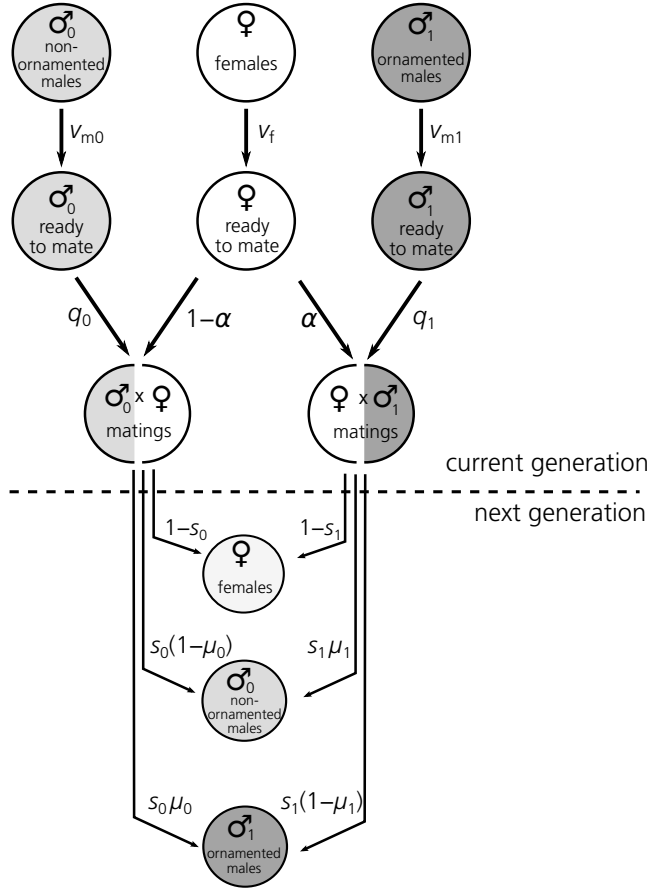 ♂0 ♀ ♂1
non-
ornamented
males
females
ornamented
males
vm0 vf vm1
♂0 ♀ ♂1
ready
to mate
ready
to mate
ready
to mate
q0 1–α α q1
♂0 x ♀
matings
♀ x ♂1
matings
current generation
next generation
1–s0 1–s1
♀
females
s0(1–μ0) s1μ1
♂0
non-
ornamented
males
s0μ0 s1(1–μ1)
♂1
ornamented
males